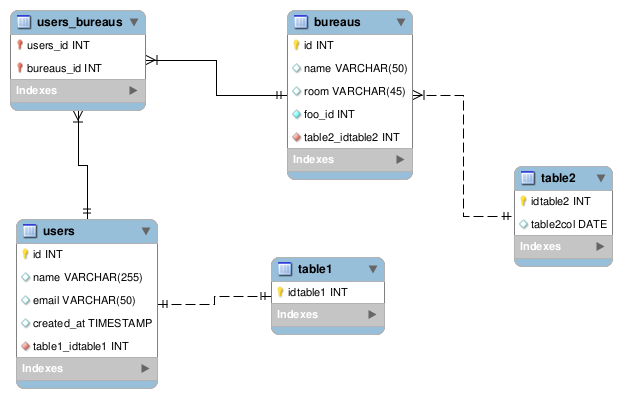 users_bureaus
users_id INT
bureaus_id INT
Indexes
bureaus
id INT
name VARCHAR(50)
room VARCHAR(45)
foo_id INT
table2_idtable2 INT
Indexes
table2
idtable2 INT
table2col DATE
Indexes
users
id INT
name VARCHAR(255)
email VARCHAR(50)
created_at TIMESTAMP
table1_idtable1 INT
Indexes
table1
idtable1 INT
Indexes